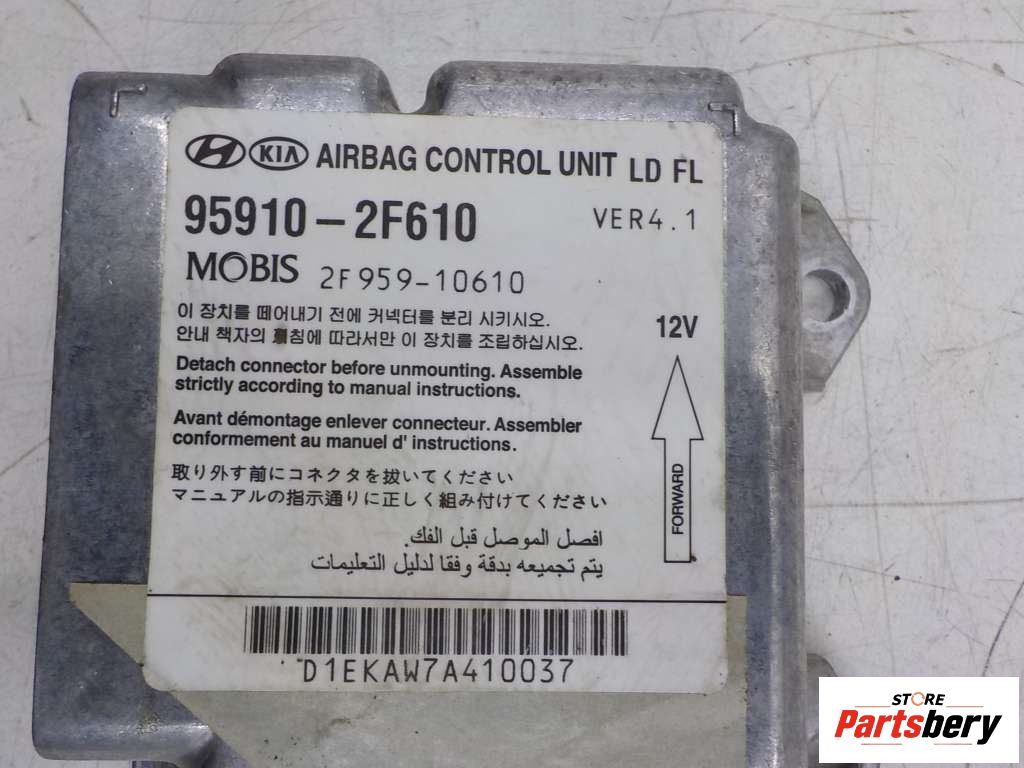 KIA AIRBAG CONTROL UNIT LD FL
95910-2F610 VER4.1
MOBIS 2F959-10610
이 장치를 떼어내기 전에 커넥터를 분리 시키시오.
안내 책자의 침에 따라서만 이 장치를 조립하십시오.
12V
Detach connector before unmounting. Assemble
strictly according to manual instructions.
Avant démontage enlever connecteur. Assembler
conformement au manuel d' instructions.
取り外す前にコネクタを抜いてください
マニュアルの指示通りに正しく組み付けてください
افصل الموصل قبل الفك.
يتم تجميعه بدقة وفقا لدليل التعليمات
FORWARD
D1EKAW7A410037
STORE
Partsbery